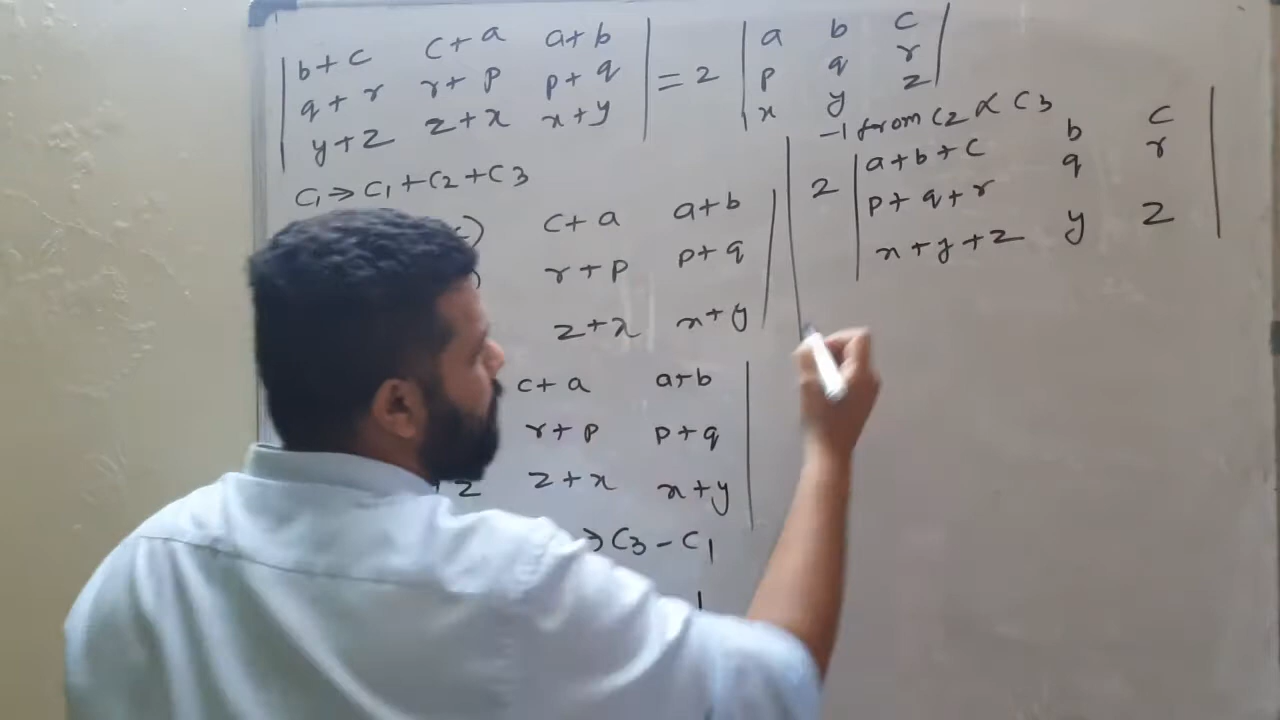 | b+c c+a a+b | = 2 | a b c |
| q+r r+p p+q | | p q r |
| y+z z+x x+y | | x y z |
C1 → C1+C2+C3
c) c+a a+b |
r+p p+q |
z+x x+y |
c+a a+b |
r+p p+q |
+z z+x x+y |
→ C3-C1
-1 from C2 & C3
2 | a+b+c b c |
| p+q+r q r |
| x+y+z y z |